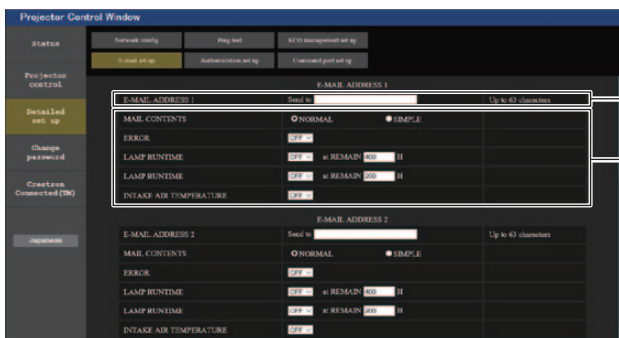 Projector Control Window
Status
Network config Ping test ECO management set up
E-mail set up Authentication set up Command port set up
Projector
control
Detailed
set up
Change
password
Crestron
Connected(TM)
Japanese
E-MAIL ADDRESS 1
E-MAIL ADDRESS 1 Send to Up to 63 characters
MAIL CONTENTS NORMAL SIMPLE
ERROR OFF
LAMP RUNTIME OFF at REMAIN 400 H
LAMP RUNTIME OFF at REMAIN 200 H
INTAKE AIR TEMPERATURE OFF
E-MAIL ADDRESS 2
E-MAIL ADDRESS 2 Send to Up to 63 characters
MAIL CONTENTS NORMAL SIMPLE
ERROR OFF
LAMP RUNTIME OFF at REMAIN 400 H
LAMP RUNTIME OFF at REMAIN 200 H
INTAKE AIR TEMPERATURE OFF